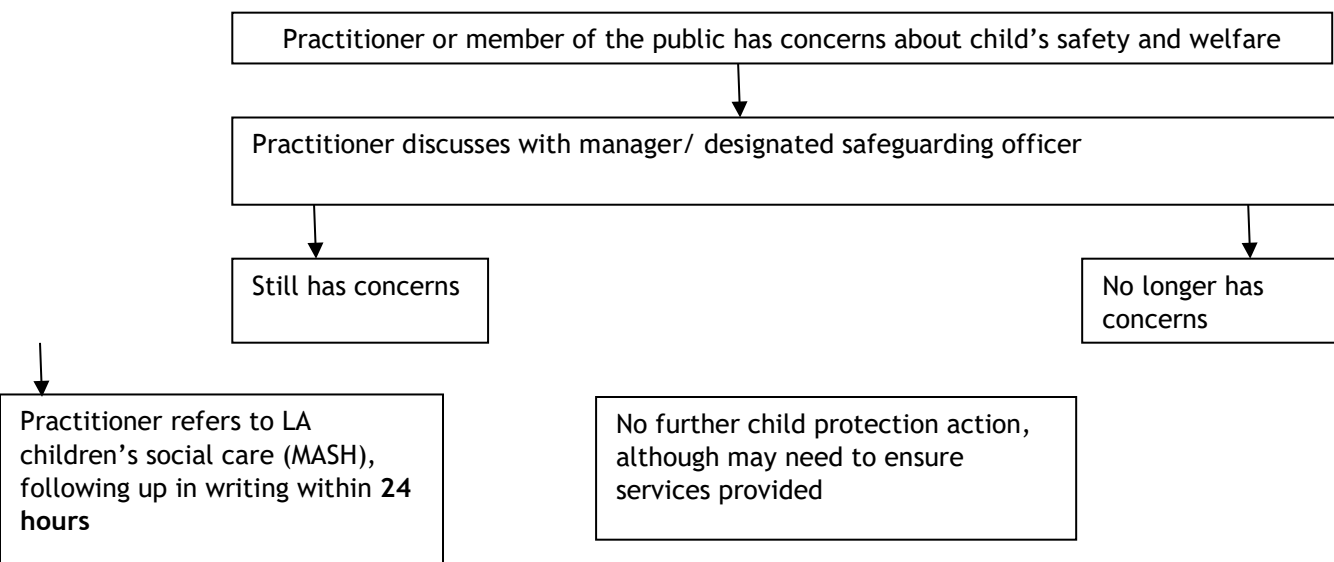 Practitioner or member of the public has concerns about child’s safety and welfare
Practitioner discusses with manager/ designated safeguarding officer
Still has concerns
No longer has
concerns
Practitioner refers to LA
children’s social care (MASH),
following up in writing within 24
hours
No further child protection action,
although may need to ensure
services provided